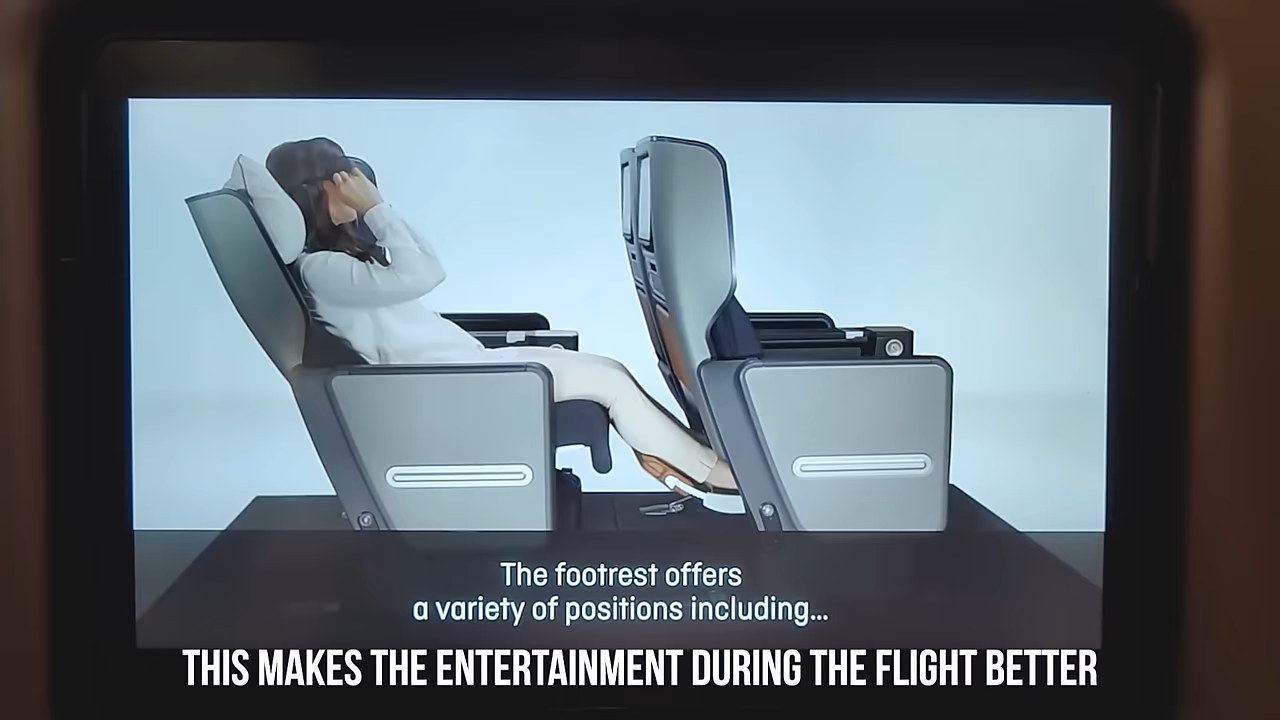 The footrest offers
a variety of positions including...
THIS MAKES THE ENTERTAINMENT DURING THE FLIGHT BETTER